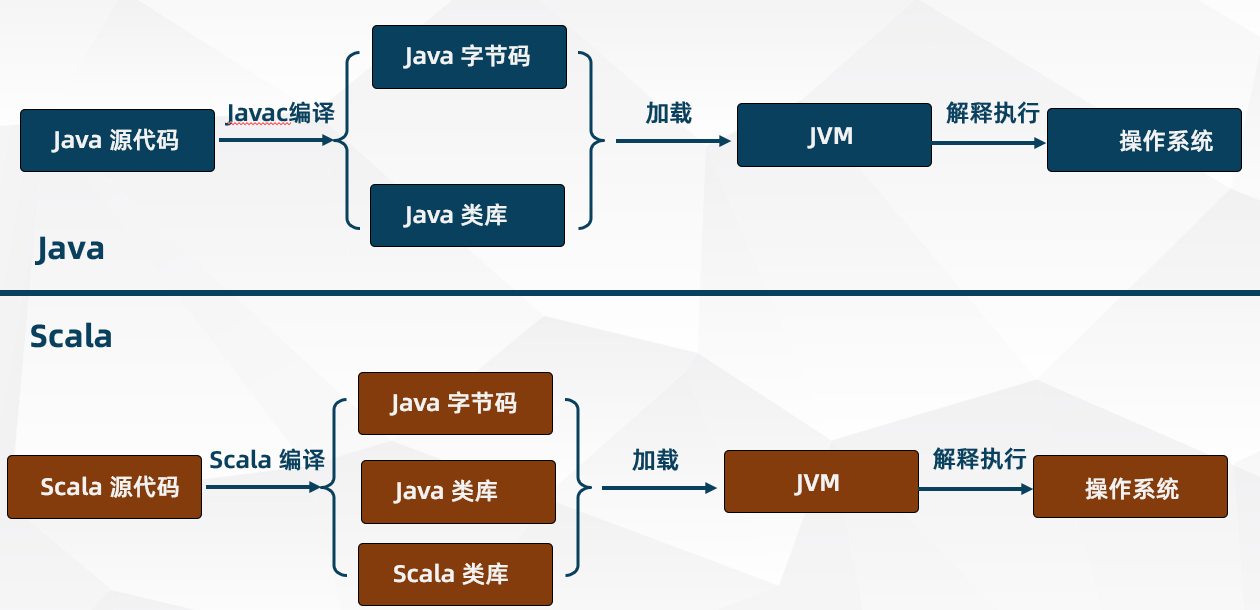 Java 字节码
Javac编译
加载
解释执行
Java 源代码
JVM
操作系统
Java 类库
Java
Scala
Java 字节码
Scala 编译
加载
解释执行
Scala 源代码
Java 类库
JVM
操作系统
Scala 类库